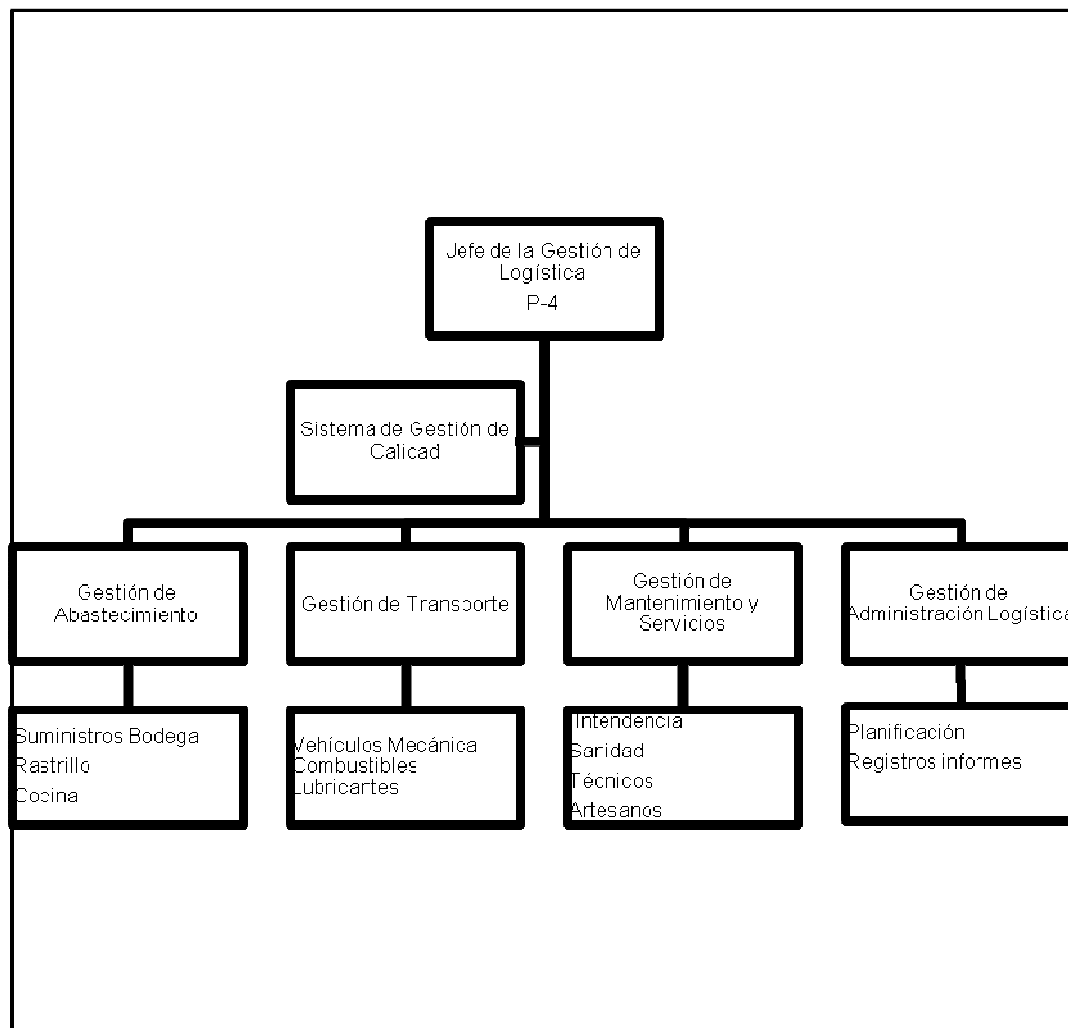 Jefe de la Gestión de
Logística
P-4
Sistema de Gestión de
Calicad
Gestión de
Abastecimiento
Gestión de Transporte
Gestión de
Mantenimiento y
Servicios
Gestión de
Administración Logística
Suministros Bodega
Rastrillo
Cocina
Vehículos Mecánica
Combustibles
Lubricartes
Intendencia
Sanidad
Técnicos
Artesanos
Planificación
Registros informes